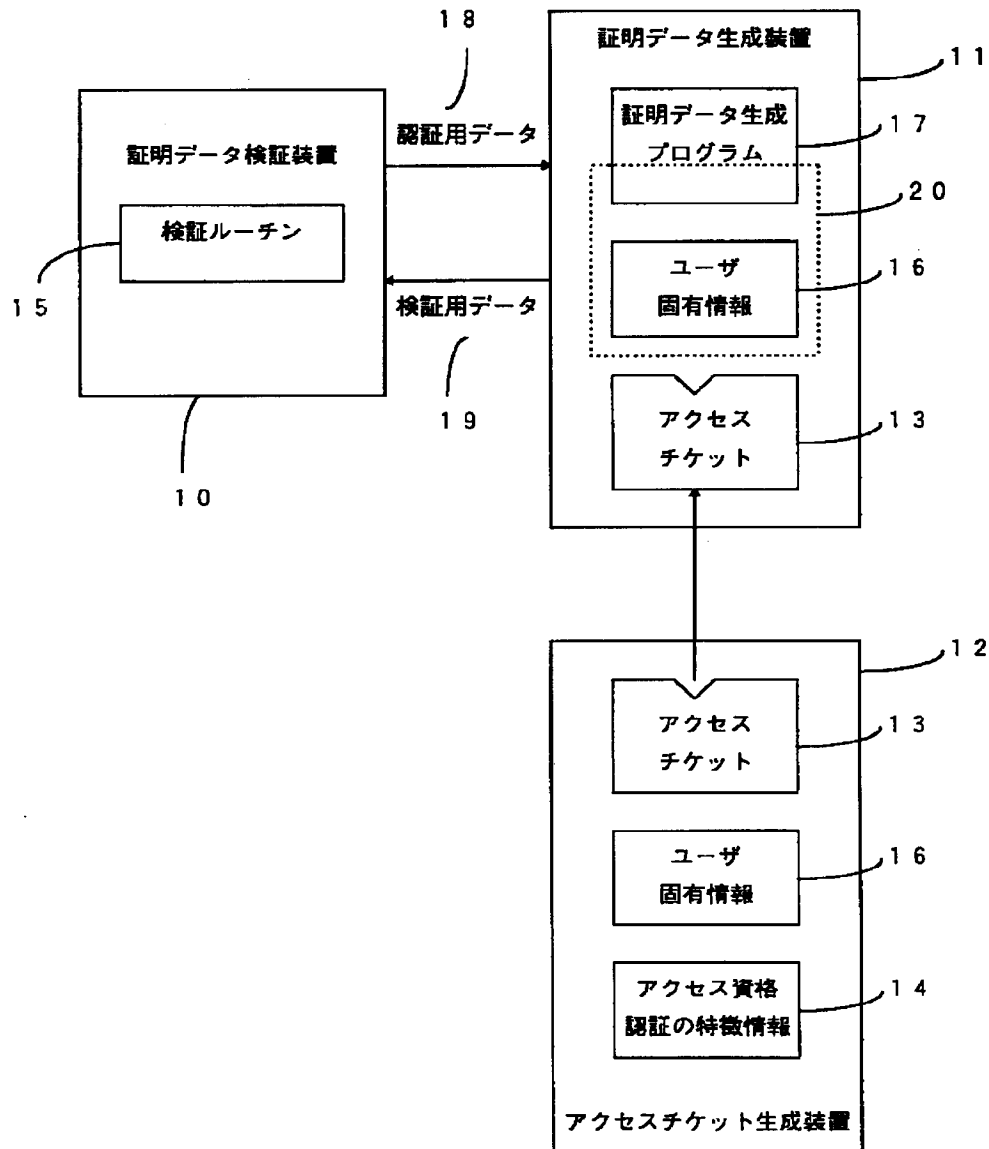 18
証明データ生成装置
11
証明データ生成
プログラム
17
認証用データ
証明データ検証装置
20
検証ルーチン
15
ユーザ
固有情報
16
検証用データ
19
アクセス
チケット
13
10
12
アクセス
チケット
13
ユーザ
固有情報
16
アクセス資格
認証の特徴情報
14
アクセスチケット生成装置